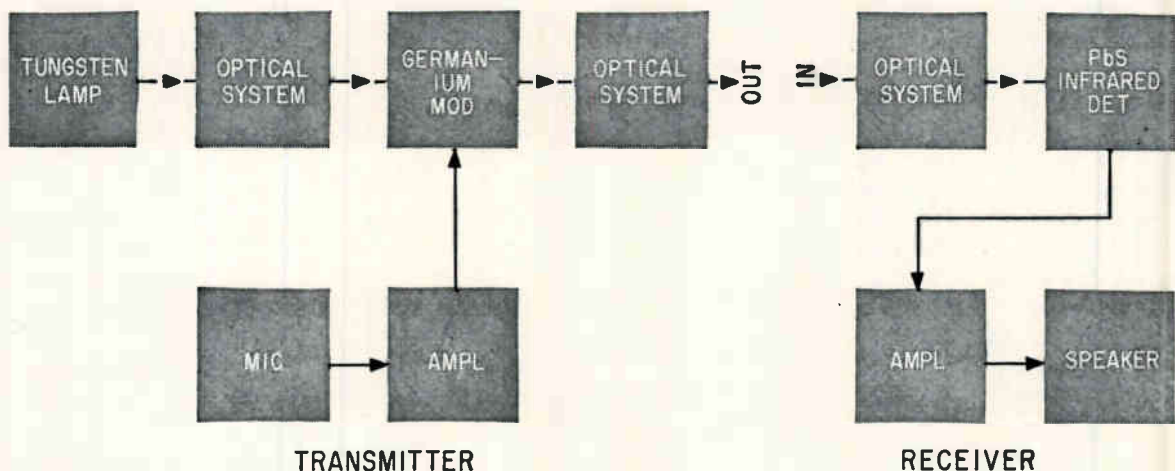 TUNGSTEN
LAMP
OPTICAL
SYSTEM
GERMAN—
IUM
MOD
OPTICAL
SYSTEM
OUT
IN
OPTICAL
SYSTEM
PbS
INFRARED
DET
MIC
AMPL
AMPL
SPEAKER
TRANSMITTER
RECEIVER